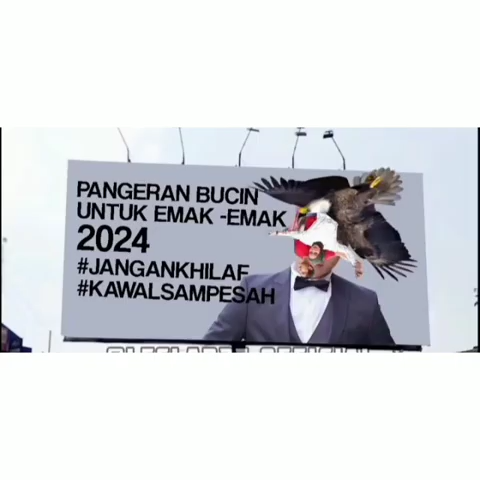 PANGERAN BUCIN
UNTUK EMAK -EMAK
2024
#JANGANKHILAF
#KAWALSAMPESAH